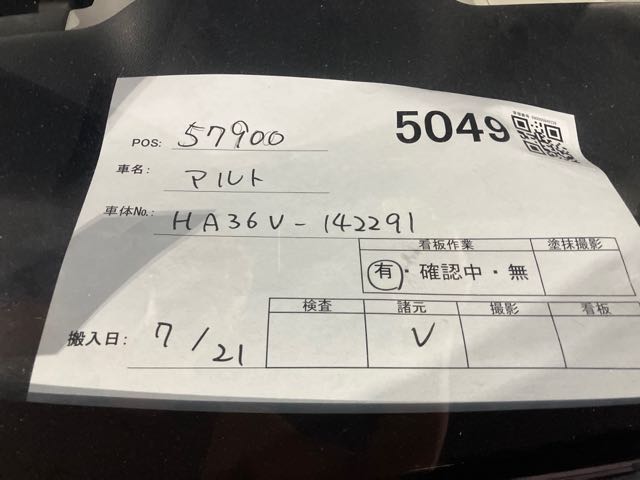 5049
POS: 57900
車名: アルト
車体No.: HA36V-142291
看板作業 塗抹撮影
有・確認中・無
検査 諸元 撮影 看板
V
搬入日: 7/21